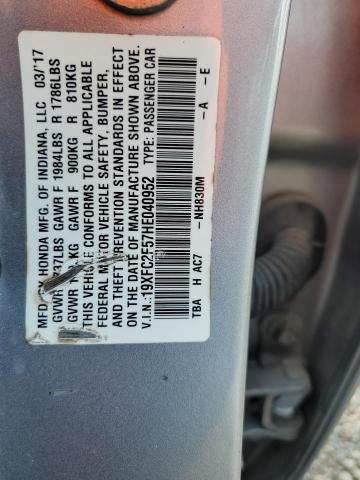 MFD BY HONDA MFG. OF INDIANA, LLC 03/'17
GVWR GAWR F 1984LBS R 1786LBS
GVWR GAWR F 900KG R 810KG
THIS VEHICLE CONFORMS TO ALL APPLICABLE
FEDERAL MOTOR VEHICLE SAFETY, BUMPER,
AND THEFT PREVENTION STANDARDS IN EFFECT
ON THE DATE OF MANUFACTURE SHOWN ABOVE
V.I.N.:19XFC2F57HE040952 TYPE: PASSENGER CAR
TBA H AC7 -NH830M -A -E